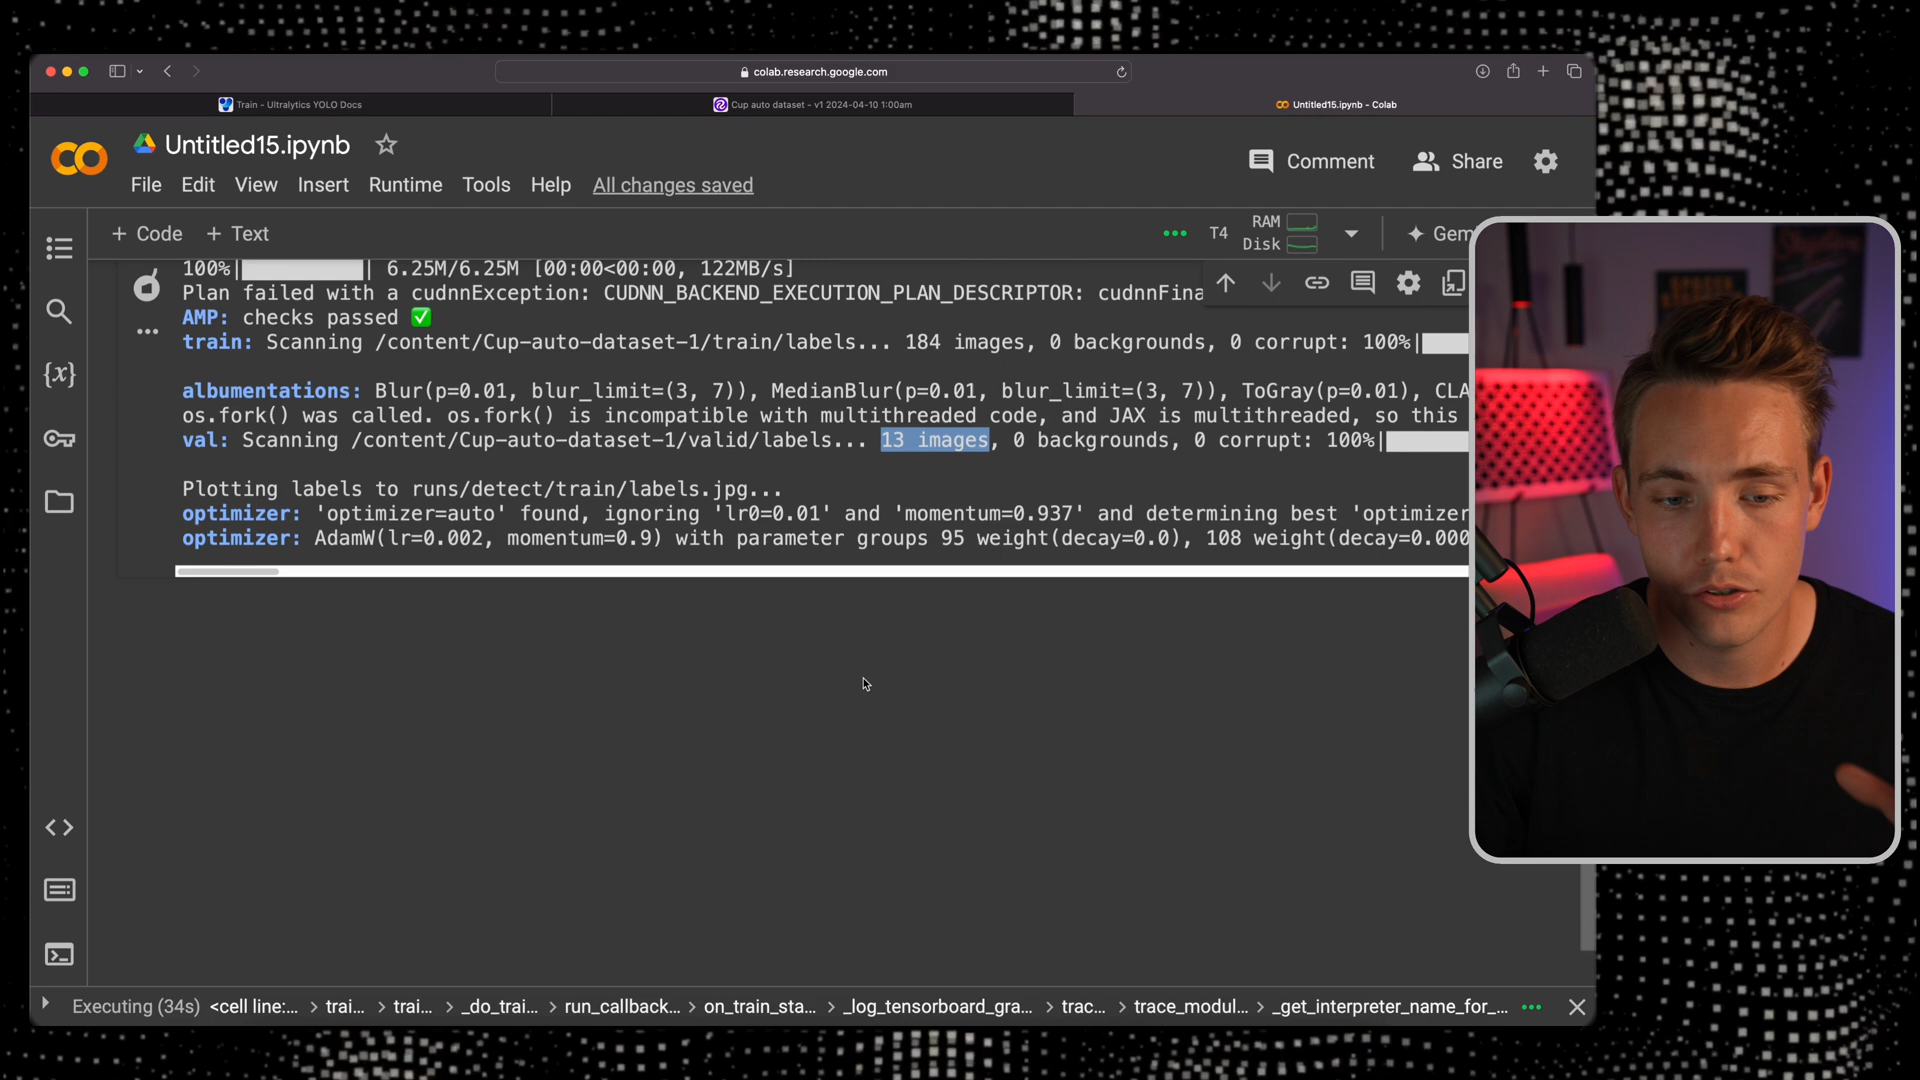 colab.research.google.com
Train - Ultralytics YOLO Docs
Cup auto dataset - v1 2024-04-10 1:00am
Untitled15.ipynb - Colab
Untitled15.ipynb
Comment
Share
File Edit View Insert Runtime Tools Help All changes saved
+ Code + Text
T4
RAM
Disk
Gem
100%| | 6.25M/6.25M [00:00<00:00, 122MB/s]
Plan failed with a cudnnException: CUDNN_BACKEND_EXECUTION_PLAN_DESCRIPTOR: cudnnFina
AMP: checks passed ✅
train: Scanning /content/Cup-auto-dataset-1/train/labels... 184 images, 0 backgrounds, 0 corrupt: 100%|
albumentations: Blur(p=0.01, blur_limit=(3, 7)), MedianBlur(p=0.01, blur_limit=(3, 7)), ToGray(p=0.01), CLA
os.fork() was called. os.fork() is incompatible with multithreaded code, and JAX is multithreaded, so this
val: Scanning /content/Cup-auto-dataset-1/valid/labels... 13 images, 0 backgrounds, 0 corrupt: 100%|
Plotting labels to runs/detect/train/labels.jpg...
optimizer: 'optimizer=auto' found, ignoring 'lr0=0.01' and 'momentum=0.937' and determining best 'optimizer
optimizer: AdamW(lr=0.002, momentum=0.9) with parameter groups 95 weight(decay=0.0), 108 weight(decay=0.000
Executing (34s) <cell line:... > trai... > trai... > _do_trai... > run_callback... > on_train_sta... > _log_tensorboard_gra... > trac... > trace_modul... > _get_interpreter_name_for_...